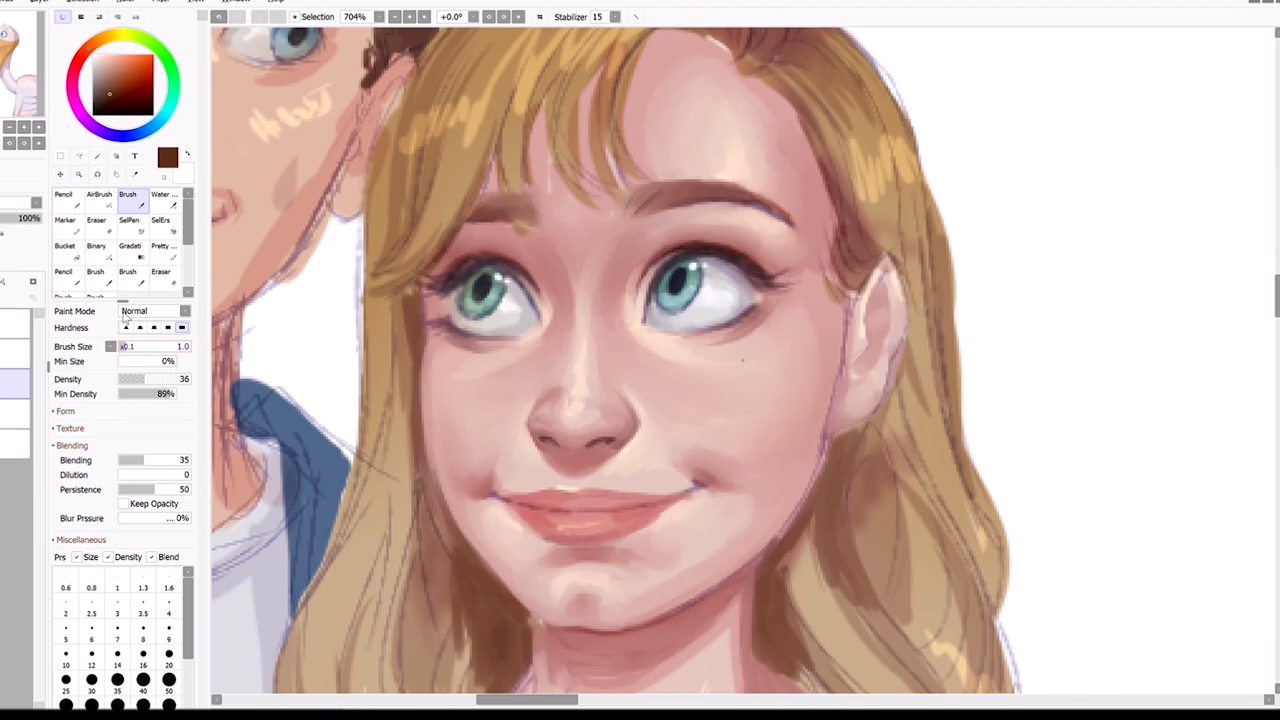 Selection 704% +0.0° Stabilizer 15
Pencil AirBrush Brush Water ...
Marker Eraser SelPen SelErs
Bucket Binary Gradati Pretty ...
Pencil Brush Brush Eraser
100%
Paint Mode Normal
Hardness
Brush Size x0.1 1.0
Min Size 0%
Density 36
Min Density 89%
Form
Texture
Blending
Blending 35
Dilution 0
Persistence 50
Keep Opacity
Blur Prssure ... 0%
Miscellaneous
Prs Size Density Blend
0.6 0.8 1 1.3 1.6
2 2.5 3 3.5 4
5 6 7 8 9
10 12 14 16 20
25 30 35 40 50